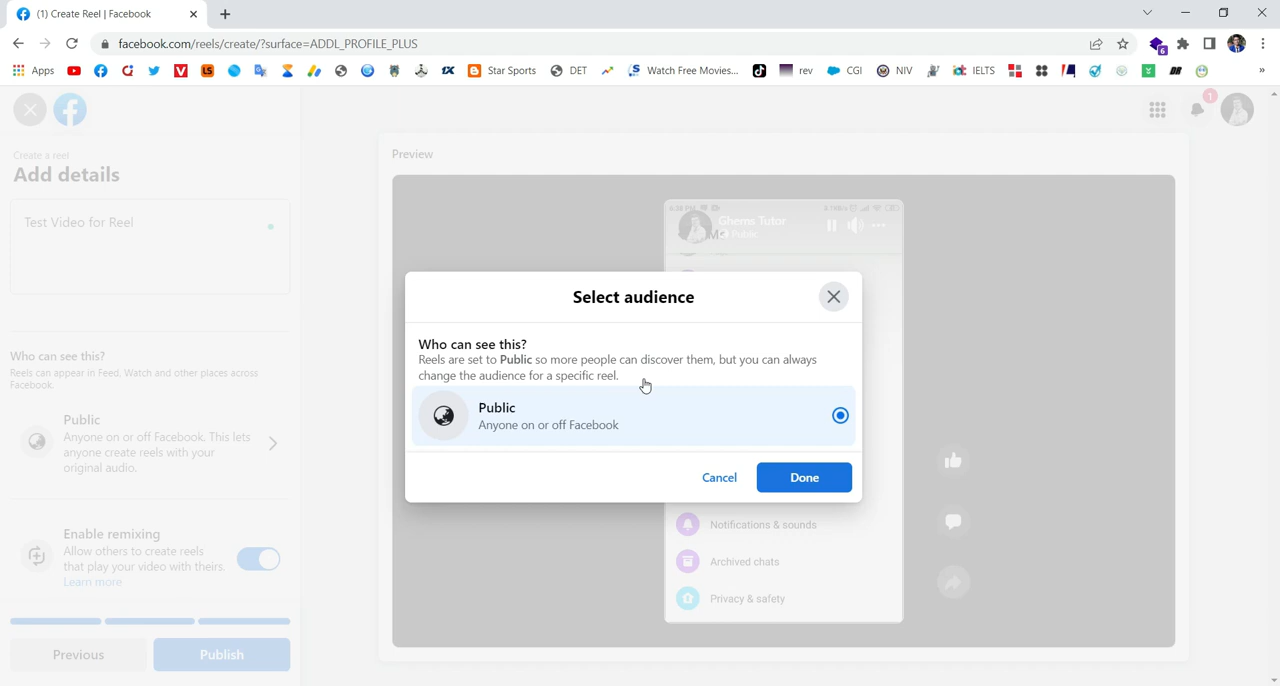 (1) Create Reel | Facebook
facebook.com/reels/create/?surface=ADDL_PROFILE_PLUS
6
Apps
Star Sports
DET
Watch Free Movies...
rev
CGI
NIV
IELTS
»
1
Create a reel
Add details
Test Video for Reel
Who can see this?
Reels can appear in Feed, Watch and other places across
Facebook.
Public
Anyone on or off Facebook. This lets
anyone create reels with your
original audio.
Enable remixing
Allow others to create reels
that play your video with theirs.
Learn more
Previous
Publish
Preview
Ghems Tutor
Public
Select audience
Who can see this?
Reels are set to Public so more people can discover them, but you can always
change the audience for a specific reel.
Public
Anyone on or off Facebook
Cancel
Done
Notifications & sounds
Archived chats
Privacy & safety